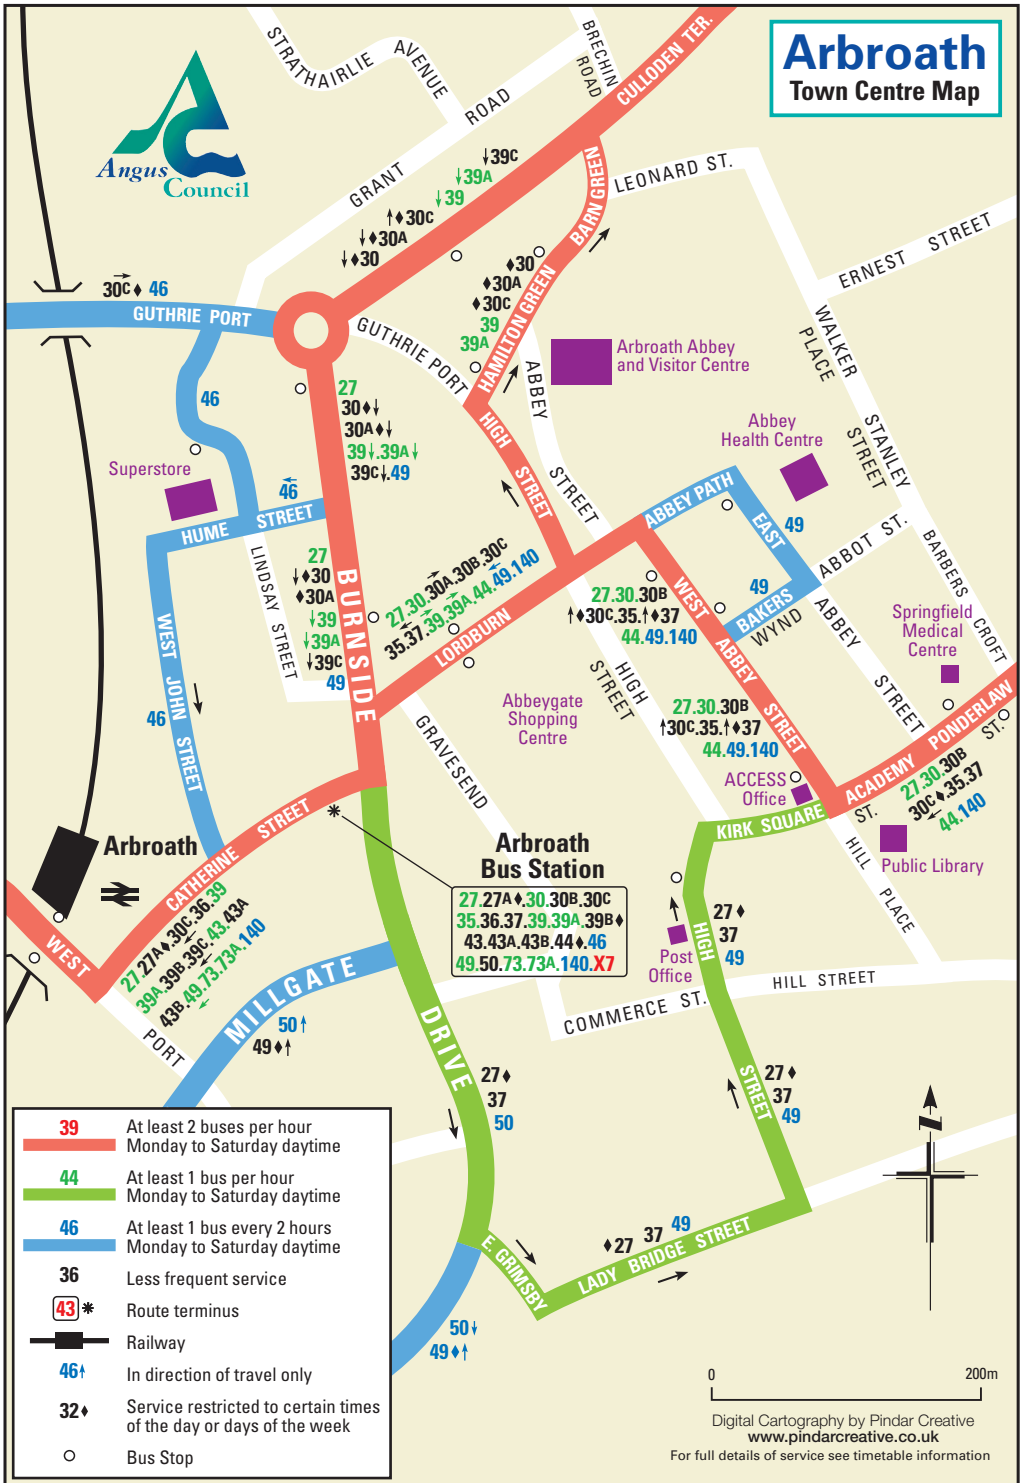 Arbroath
Town Centre Map
Angus
Council
STRATHAIRLIE AVENUE
BRECHIN
ROAD
CULLODEN TER.
GRANT ROAD
↓39C
↓39A
↓39
↑♦30C
↓♦30A
↓♦30
BARN GREEN
LEONARD ST.
ERNEST STREET
30C♦ 46
GUTHRIE PORT
GUTHRIE PORT
♦30
♦30A
♦30C
39
39A
HAMILTON GREEN
Arbroath Abbey
and Visitor Centre
WALKER
PLACE
ABBEY STREET
HIGH STREET
27
30♦↓
30A♦↓
39↓.39A↓
39C↓.49
46
Superstore
46
HUME STREET
Abbey
Health Centre
STANLEY
STREET
ABBEY PATH
EAST
49
ABBOT ST.
49
BAKERS
WYND
ABBEY STREET
BARBERS CROFT
Springfield
Medical
Centre
LINDSAY STREET
WEST JOHN STREET
46
27
↓♦30
♦30A
↓39
↓39A
↓39C
49
BURNSIDE
27.30.30A.30B.30C
35.37.39.39A.44.49.140
LORDBURN
27.30.30B
↑♦30C.35.↑♦37
44.49.140
WEST ABBEY STREET
HIGH
STREET
Abbeygate
Shopping
Centre
GRAVESEND
27.30.30B
↑30C.35.↑♦37
44.49.140
ACCESS
Office
ACADEMY
ST.
PONDERLAW
ST.
27.30.30B
30C♦.35.37
44.140
KIRK SQUARE
Public Library
HILL PLACE
CATHERINE STREET
Arbroath
Arbroath
Bus Station
27.27A♦.30.30B.30C
35.36.37.39.39A.39B♦
43.43A.43B.44♦.46
49.50.73.73A.140.X7
27.27A♦.30C.36.39
39A.39B.39C.43.43A
43B.49.73.73A.140
WEST
PORT
MILLGATE
50↑
49♦↑
DRIVE
27♦
37
49
Post
Office
HIGH
HILL STREET
COMMERCE ST.
27♦
37
50
27♦
37
49
STREET
♦27 37 49
E. GRIMSBY
LADY BRIDGE STREET
50↓
49♦↑
39 At least 2 buses per hour
Monday to Saturday daytime
44 At least 1 bus per hour
Monday to Saturday daytime
46 At least 1 bus every 2 hours
Monday to Saturday daytime
36 Less frequent service
43 * Route terminus
Railway
46↑ In direction of travel only
32♦ Service restricted to certain times
of the day or days of the week
Bus Stop
N
0 200m
Digital Cartography by Pindar Creative
www.pindarcreative.co.uk
For full details of service see timetable information